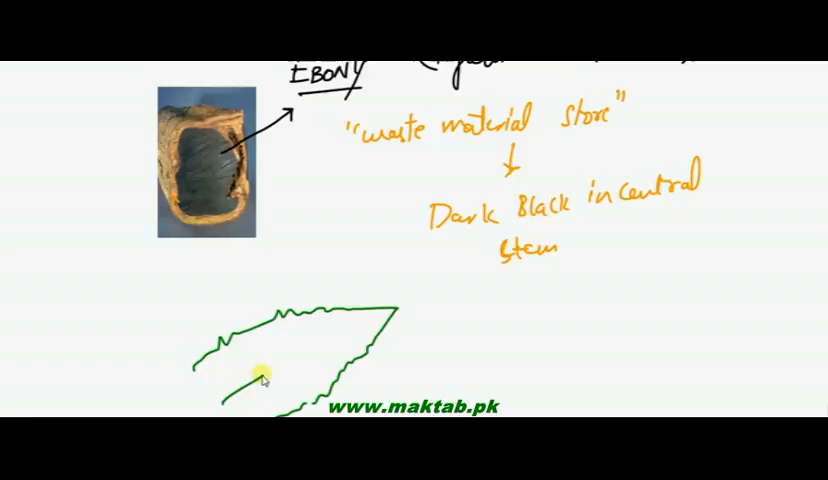 EBONY
"waste material store"
Dark Black in central
stem
www.maktab.pk